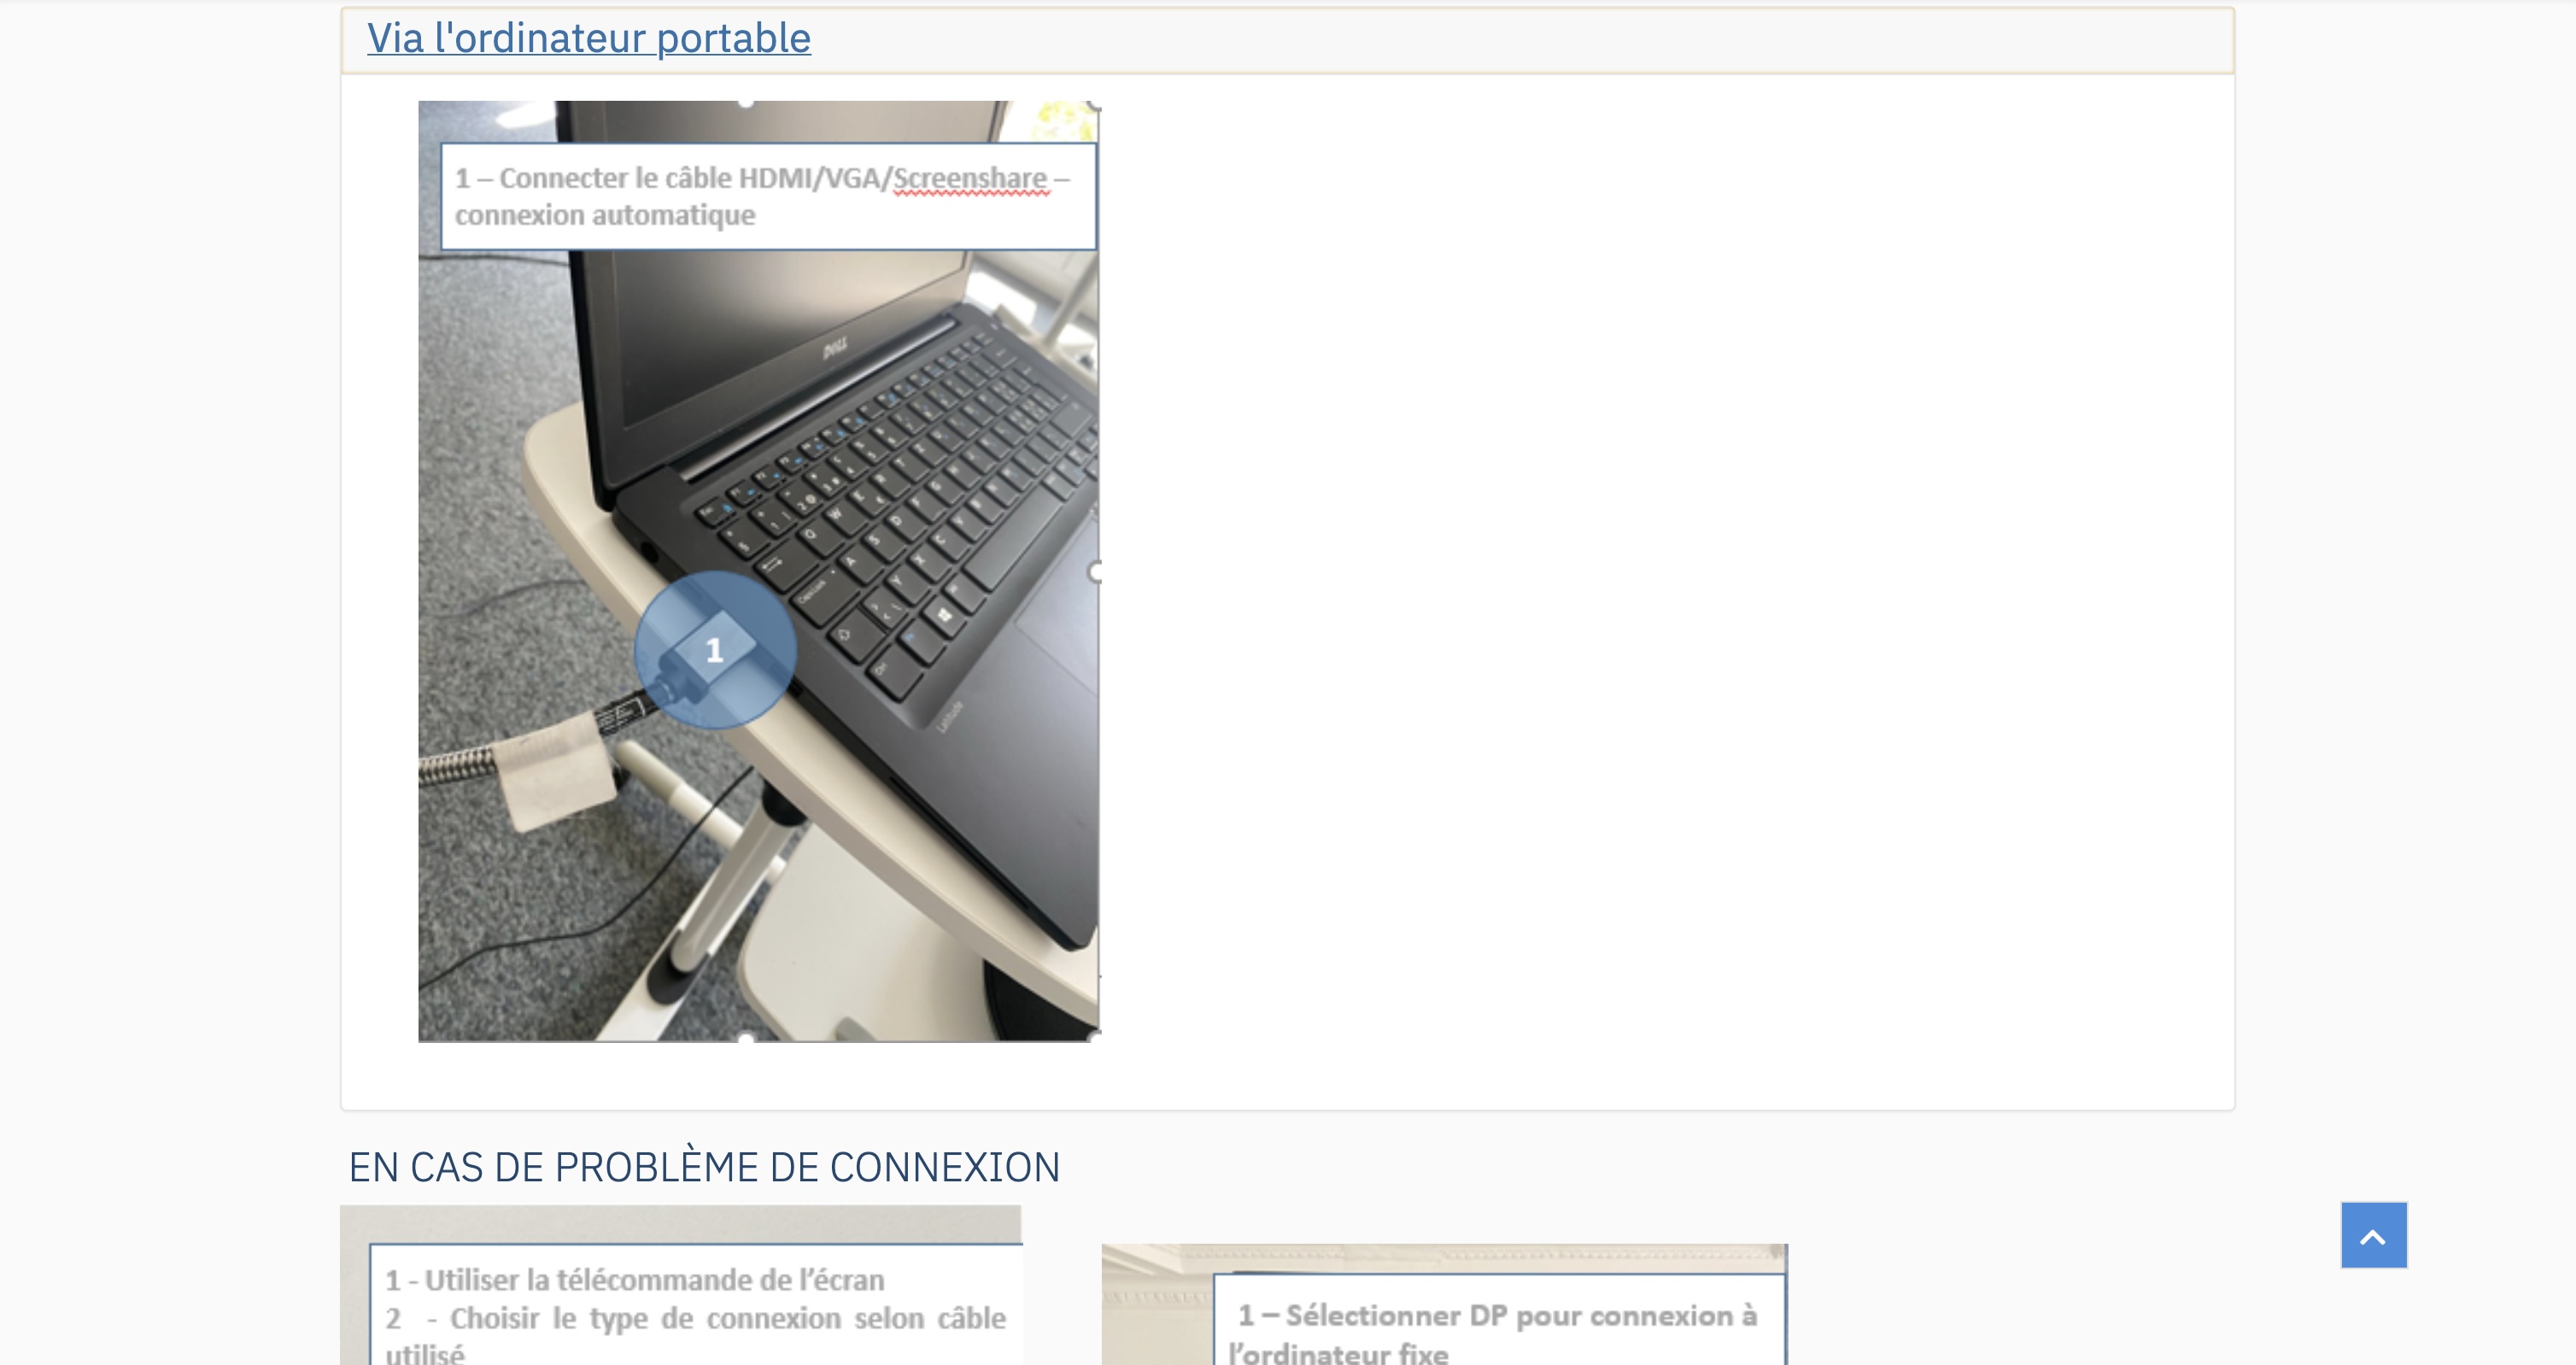 Via l'ordinateur portable
1 – Connecter le câble HDMI/VGA/Screenshare –
connexion automatique
DELL
1
Latitude
EN CAS DE PROBLÈME DE CONNEXION
1 - Utiliser la télécommande de l’écran
2 - Choisir le type de connexion selon câble
utilisé
1 – Sélectionner DP pour connexion à
l’ordinateur fixe